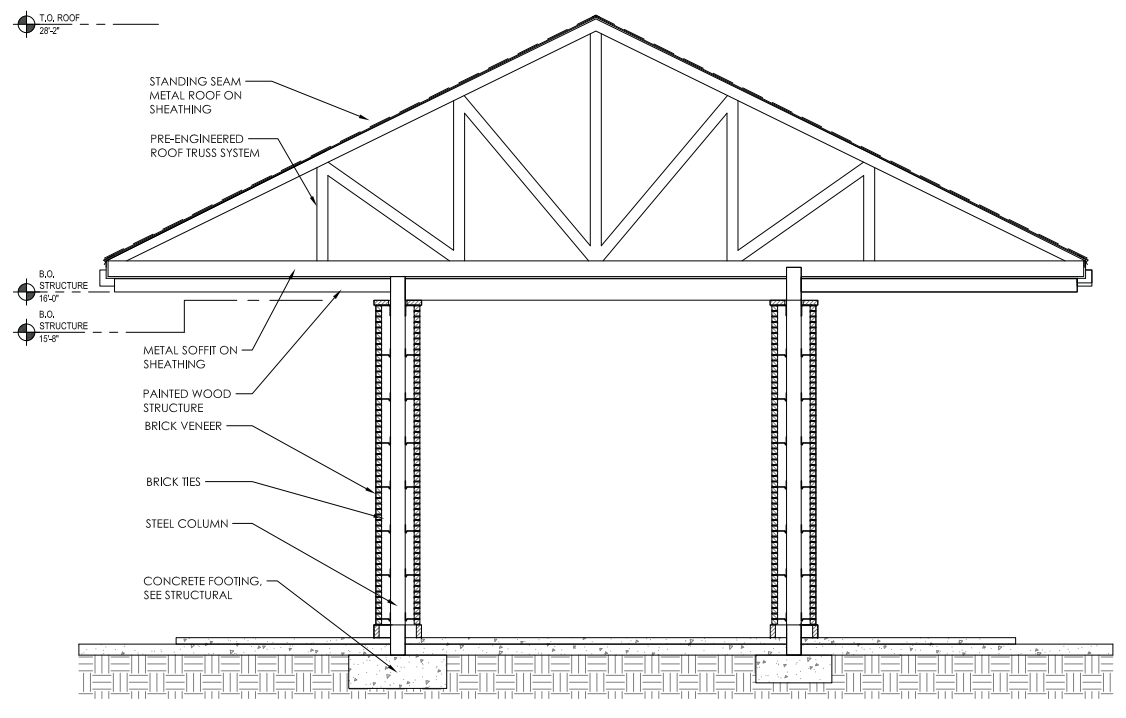 T.O. ROOF
28'-2"
STANDING SEAM
METAL ROOF ON
SHEATHING
PRE-ENGINEERED
ROOF TRUSS SYSTEM
B.O.
STRUCTURE
16'-0"
B.O.
STRUCTURE
15'-8"
METAL SOFFIT ON
SHEATHING
PAINTED WOOD
STRUCTURE
BRICK VENEER
BRICK TIES
STEEL COLUMN
CONCRETE FOOTING,
SEE STRUCTURAL